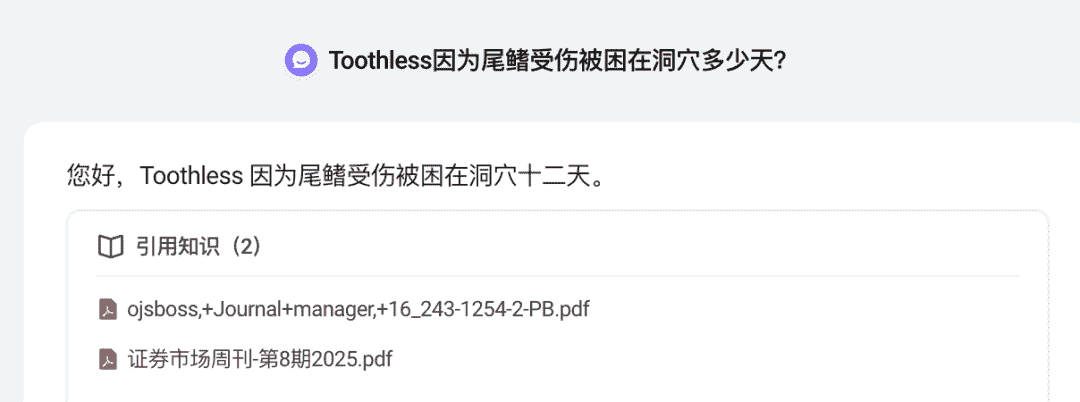 Toothless因为尾鳍受伤被困在洞穴多少天?
您好，Toothless 因为尾鳍受伤被困在洞穴十二天。
引用知识（2）
ojsboss,+Journal+manager,+16_243-1254-2-PB.pdf
证券市场周刊-第8期2025.pdf